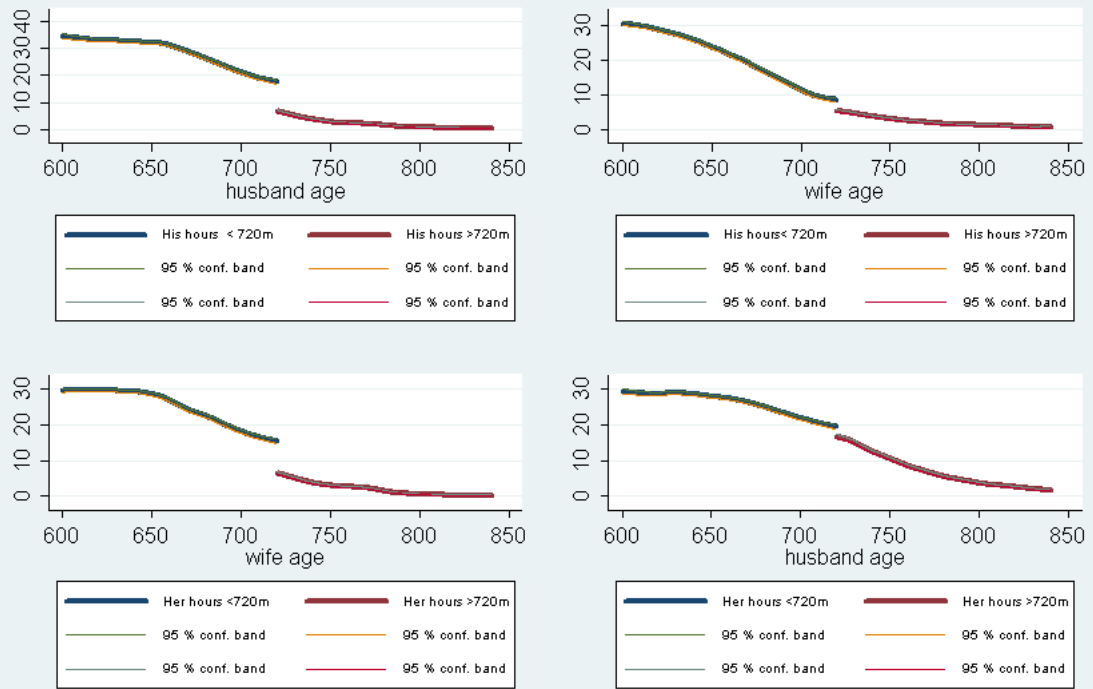 40
30
20
10
0
600 650 700 750 800 850
husband age
His hours < 720m His hours >720m
95 % conf. band 95 % conf. band
95 % conf. band 95 % conf. band
30
20
10
0
600 650 700 750 800 850
wife age
His hours< 720m His hours >720m
95 % conf. band 95 % conf. band
95 % conf. band 95 % conf. band
30
20
10
0
600 650 700 750 800 850
wife age
Her hours <720m Her hours >720m
95 % conf. band 95 % conf. band
95 % conf. band 95 % conf. band
30
20
10
0
600 650 700 750 800 850
husband age
Her hours <720m Her hours >720m
95 % conf. band 95 % conf. band
95 % conf. band 95 % conf. band